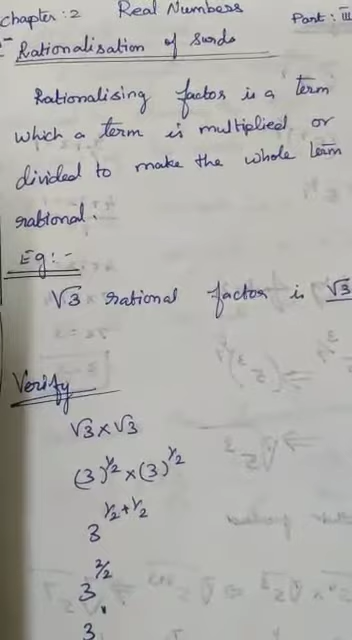 Chapter:2 Real Numbers Part: III
Rationalisation of Surds
Rationalising factor is a term
which a term is multiplied or
divided to make the whole term
rational.
Eg:-
√3 rational factor is √3
Verify
√3 × √3
(3)^1/2 × (3)^1/2
3^1/2+1/2
3^2/2
3